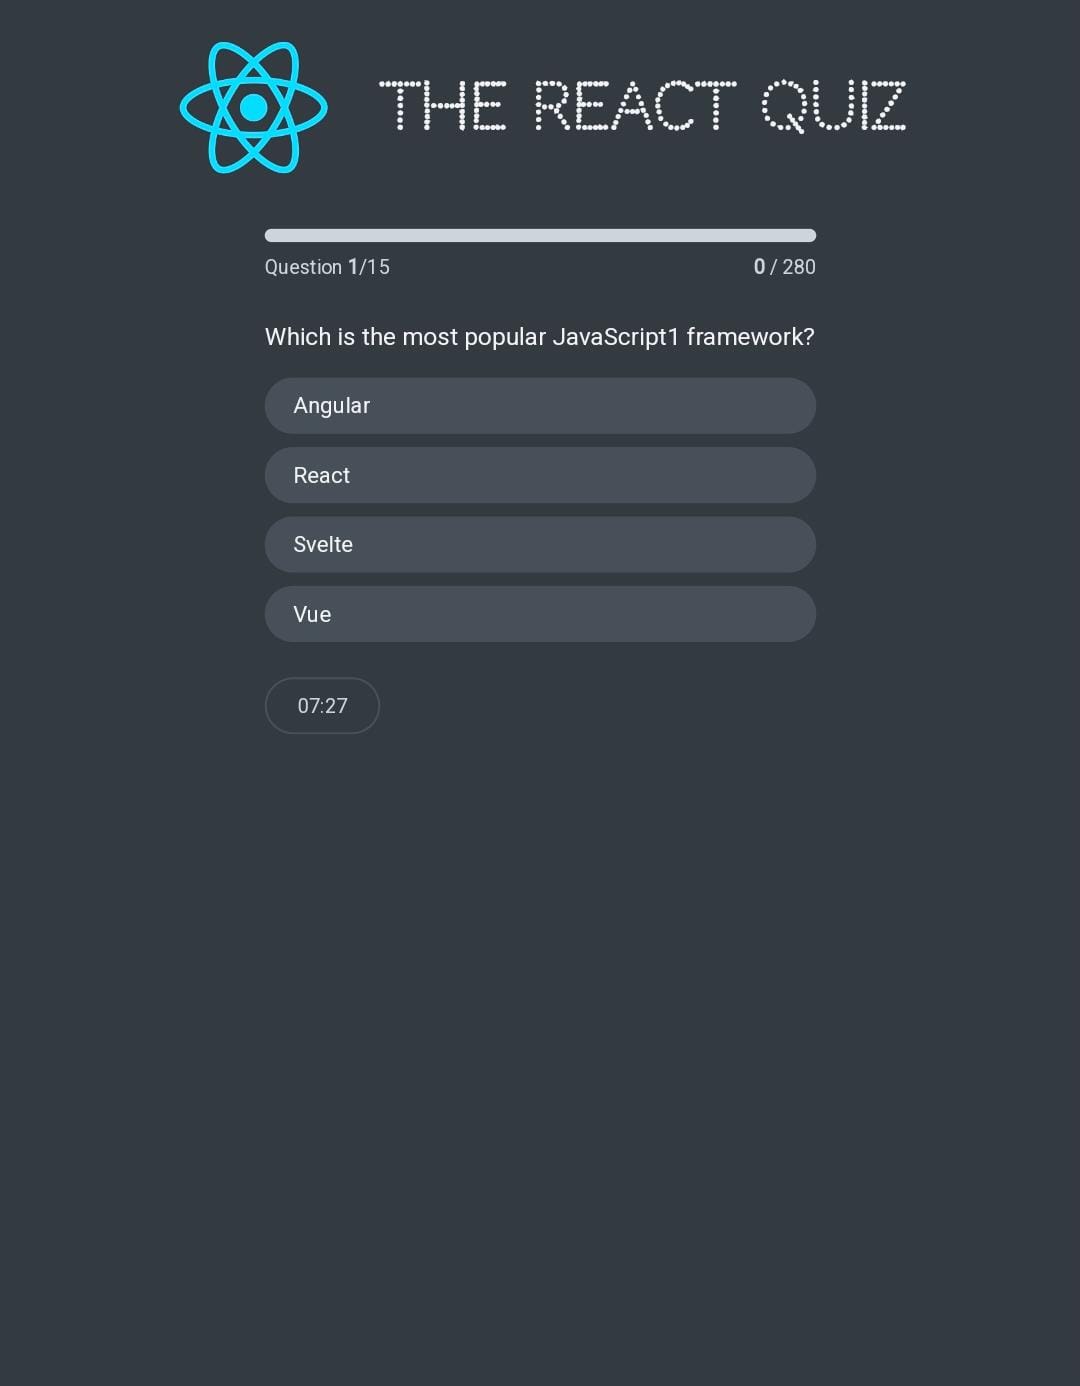 THE REACT QUIZ
Question 1/15
0 / 280
Which is the most popular JavaScript1 framework?
Angular
React
Svelte
Vue
07:27